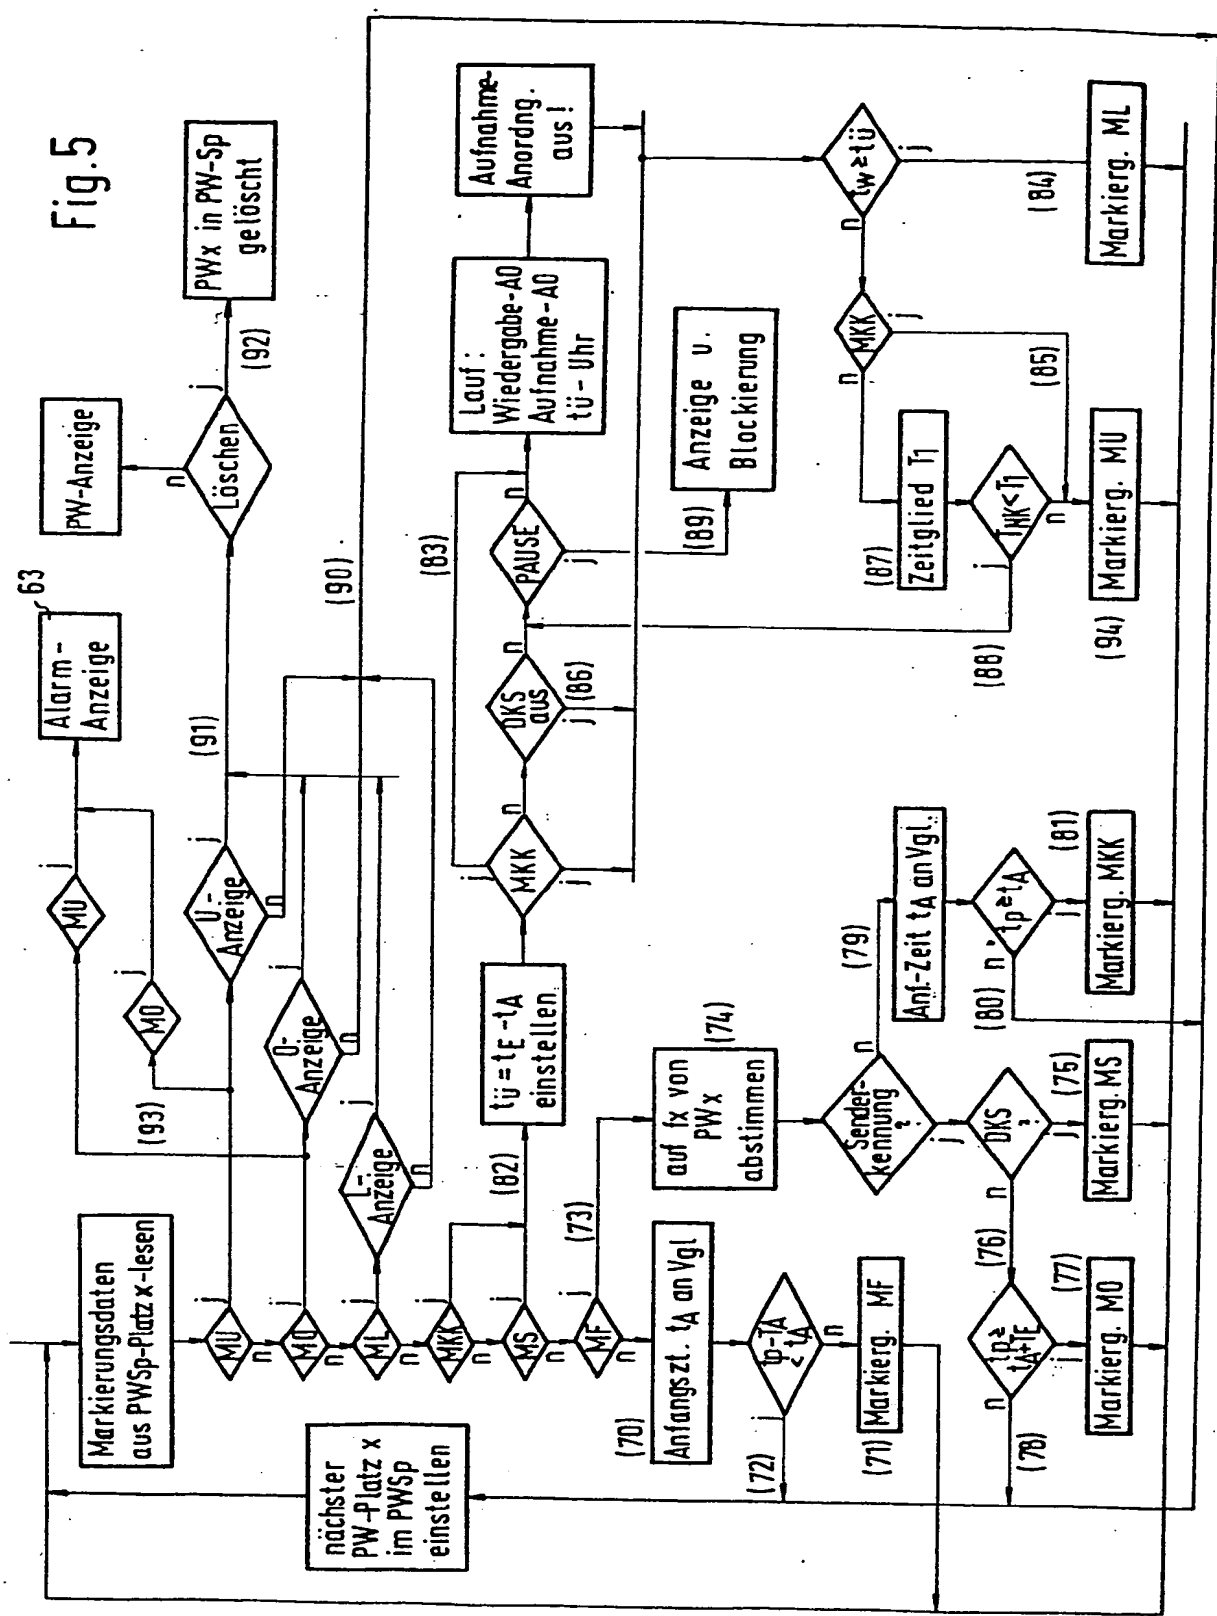 Fig.5
Markierungsdaten
aus PWSp-Platz x-lesen
nächster
PW-Platz x
im PWSp
einstellen
MU
j
n
MO
j
n
ML
j
n
MKK
j
n
MS
j
n
MF
j
n
(93)
MO
j
MU
j
Alarm-
Anzeige
63
U-
Anzeige
j
n
O-
Anzeige
j
n
L-
Anzeige
j
n
(91)
Löschen
n
j
PW-Anzeige
(92)
PWx in PW-Sp
gelöscht
(90)
(82)
tü=tE-tA
einstellen
MKK
j
n
j
(83)
DKS
aus
n
j
(86)
PAUSE
n
j
(89)
Anzeige u.
Blockierung
Lauf:
Wiedergabe-AO
Aufnahme-AO
tü-Uhr
Aufnahme-
Anordng.
aus!
(73)
auf fx von
PWx
abstimmen
(74)
Sender-
kennung
?
n
j
(79)
Anf.-Zeit tA an Vgl.
tp≥tA
n
j
(80)
(81)
Markierg. MKK
DKS
?
n
j
(75)
Markierg. MS
(76)
tp≥
tA+TE
n
j
(77)
(78)
Markierg. MO
(70)
Anfangszt. tA an Vgl
tp-TA
<
tA
j
n
(72)
(71)
Markierg. MF
tw≥tü
n
j
(84)
Markierg. ML
MKK
n
j
(85)
(87)
Zeitglied T1
TNK<T1
j
n
(88)
(94)
Markierg. MU